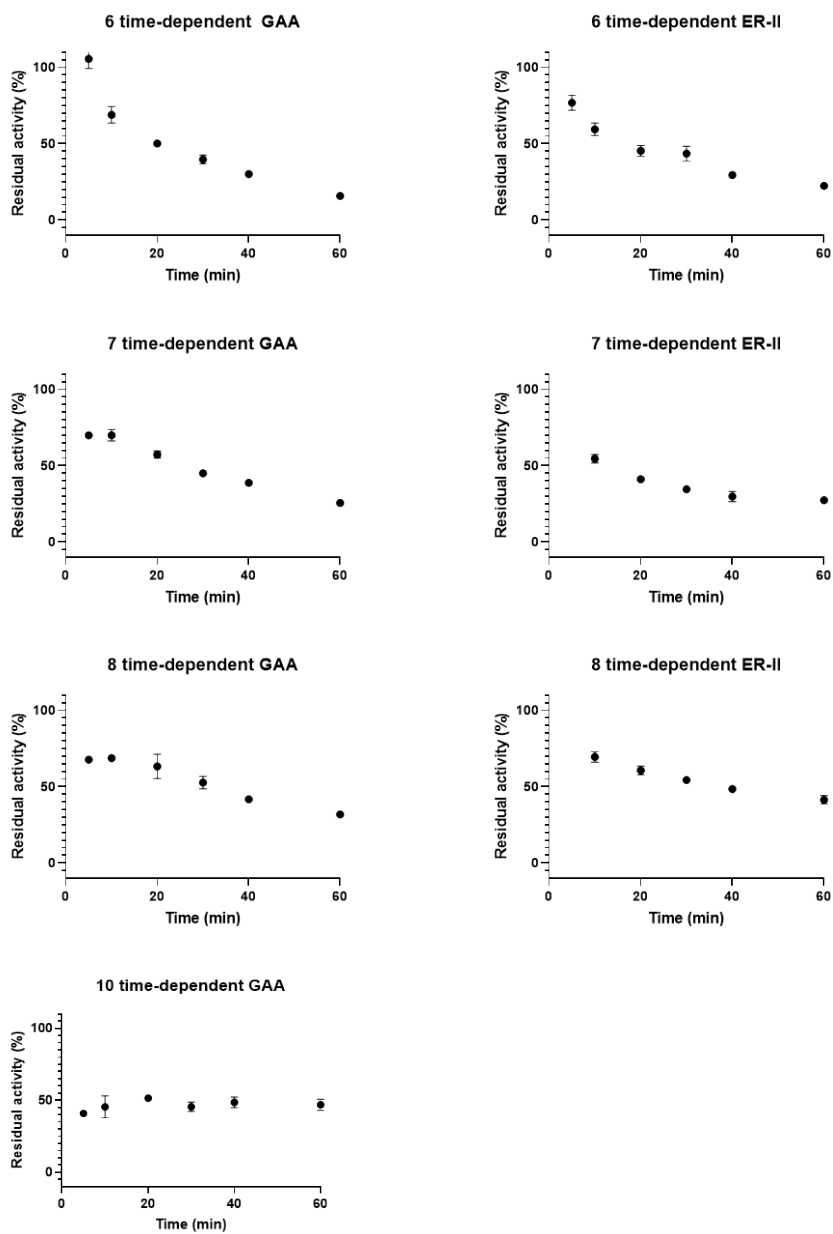 6 time-dependent GAA
Residual activity (%)
100
50
0
0 20 40 60
Time (min)
6 time-dependent ER-II
Residual activity (%)
100
50
0
0 20 40 60
Time (min)
7 time-dependent GAA
Residual activity (%)
100
50
0
0 20 40 60
Time (min)
7 time-dependent ER-II
Residual activity (%)
100
50
0
0 20 40 60
Time (min)
8 time-dependent GAA
Residual activity (%)
100
50
0
0 20 40 60
Time (min)
8 time-dependent ER-II
Residual activity (%)
100
50
0
0 20 40 60
Time (min)
10 time-dependent GAA
Residual activity (%)
100
50
0
0 20 40 60
Time (min)